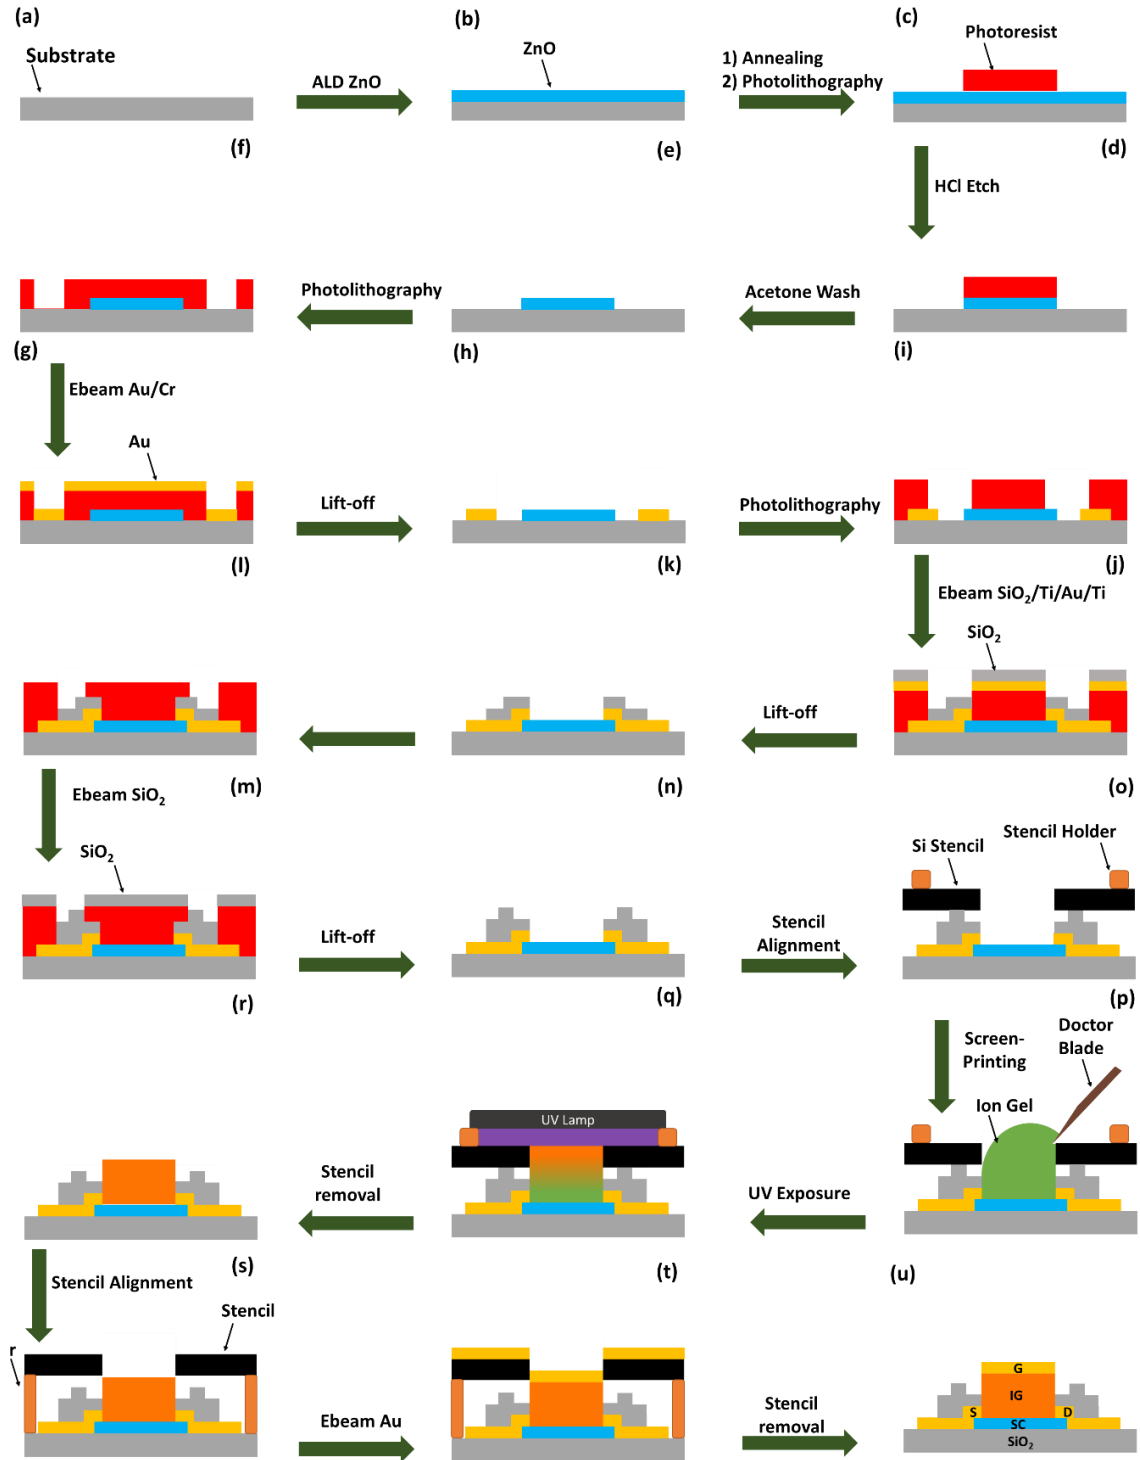 (a)
Substrate
ALD ZnO
(b)
ZnO
1) Annealing
2) Photolithography
(c)
Photoresist
(f)
(e)
(d)
HCl Etch
Photolithography
Acetone Wash
(g)
Ebeam Au/Cr
(h)
(i)
Au
Lift-off
Photolithography
(l)
(k)
(j)
Ebeam SiO₂/Ti/Au/Ti
SiO₂
Lift-off
(m)
Ebeam SiO₂
(n)
(o)
SiO₂
Lift-off
Stencil
Alignment
Si Stencil
Stencil Holder
(r)
(q)
(p)
Screen-
Printing
Doctor
Blade
Ion Gel
UV Lamp
Stencil
removal
UV Exposure
(s)
Stencil Alignment
(t)
(u)
Stencil
r
Ebeam Au
Stencil
removal
G
IG
S
D
SC
SiO₂